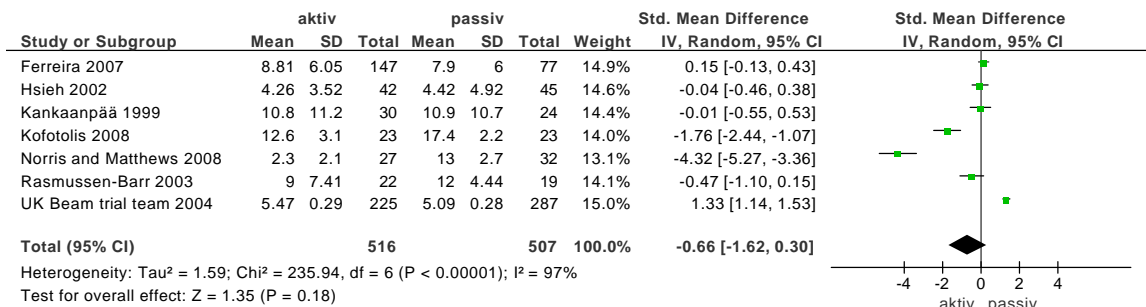 aktiv passiv Std. Mean Difference Std. Mean Difference
Study or Subgroup Mean SD Total Mean SD Total Weight IV, Random, 95% CI IV, Random, 95% CI
Ferreira 2007 8.81 6.05 147 7.9 6 77 14.9% 0.15 [-0.13, 0.43]
Hsieh 2002 4.26 3.52 42 4.42 4.92 45 14.6% -0.04 [-0.46, 0.38]
Kankaanpää 1999 10.8 11.2 30 10.9 10.7 24 14.4% -0.01 [-0.55, 0.53]
Kofotolis 2008 12.6 3.1 23 17.4 2.2 23 14.0% -1.76 [-2.44, -1.07]
Norris and Matthews 2008 2.3 2.1 27 13 2.7 32 13.1% -4.32 [-5.27, -3.36]
Rasmussen-Barr 2003 9 7.41 22 12 4.44 19 14.1% -0.47 [-1.10, 0.15]
UK Beam trial team 2004 5.47 0.29 225 5.09 0.28 287 15.0% 1.33 [1.14, 1.53]
Total (95% CI) 516 507 100.0% -0.66 [-1.62, 0.30]
Heterogeneity: Tau² = 1.59; Chi² = 235.94, df = 6 (P < 0.00001); I² = 97%
Test for overall effect: Z = 1.35 (P = 0.18)
-4 -2 0 2 4
aktiv passiv